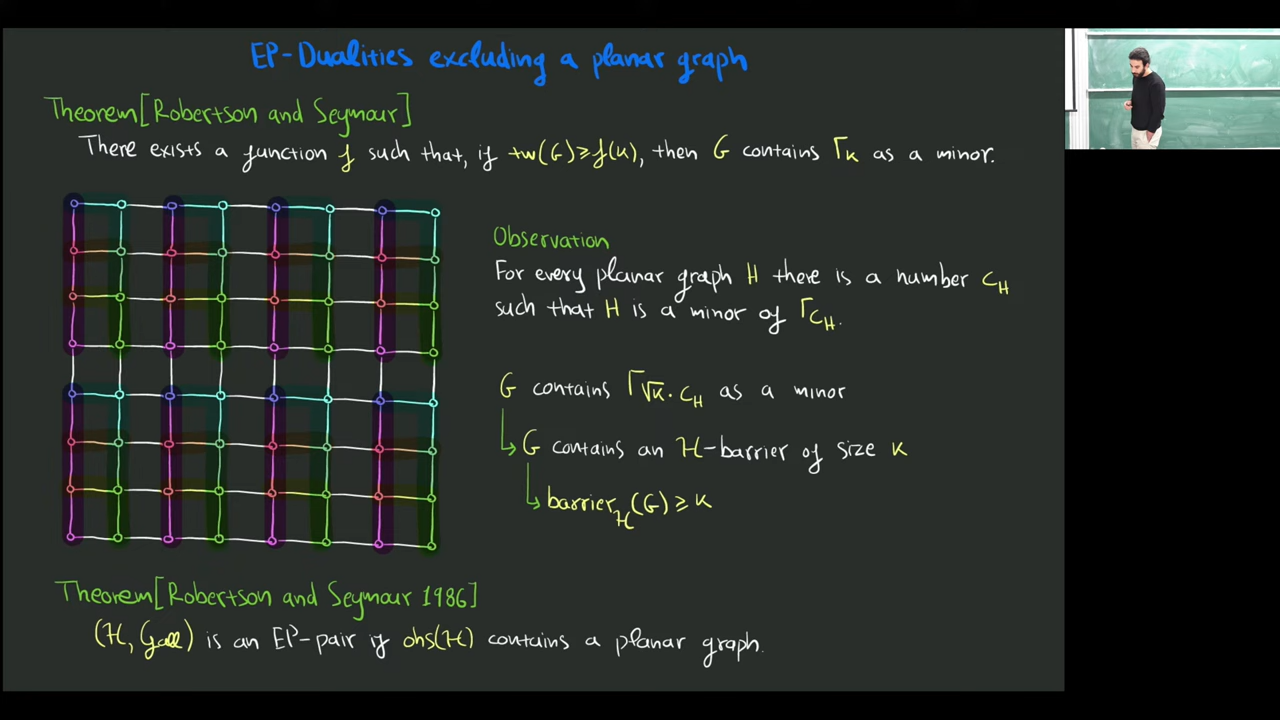 EP-Dualities excluding a planar graph
Theorem[Robertson and Seymour]
There exists a function f such that, if tw(G)≥f(k), then G contains Γk as a minor.
Observation
For every planar graph H there is a number cH
such that H is a minor of ΓcH.
G contains Γ√k·cH as a minor
G contains an ℋ-barrier of size k
barrierℋ(G)≥k
Theorem[Robertson and Seymour 1986]
(ℋ, Gall) is an EP-pair if obs(ℋ) contains a planar graph.